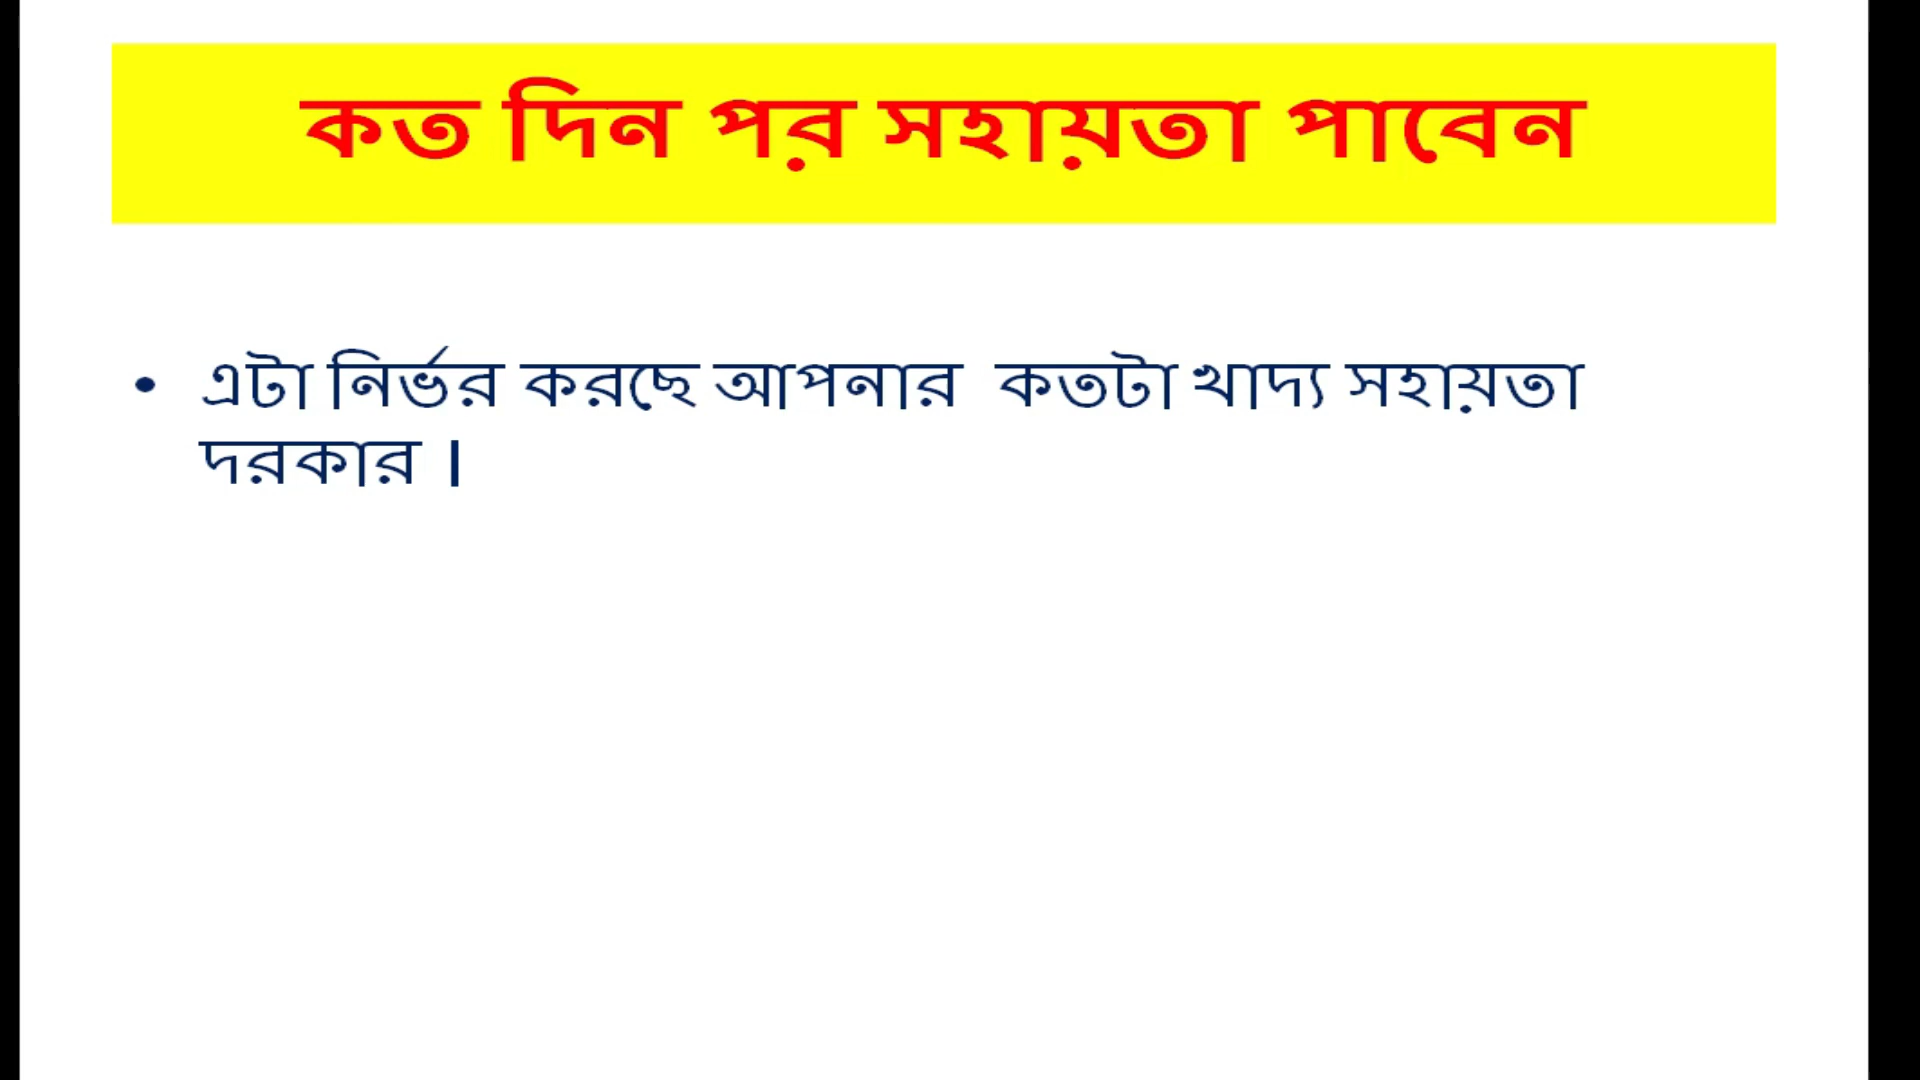 কত দিন পর সহায়তা পাবেন
• এটা নির্ভর করছে আপনার  কতটা খাদ্য সহায়তা
দরকার ।